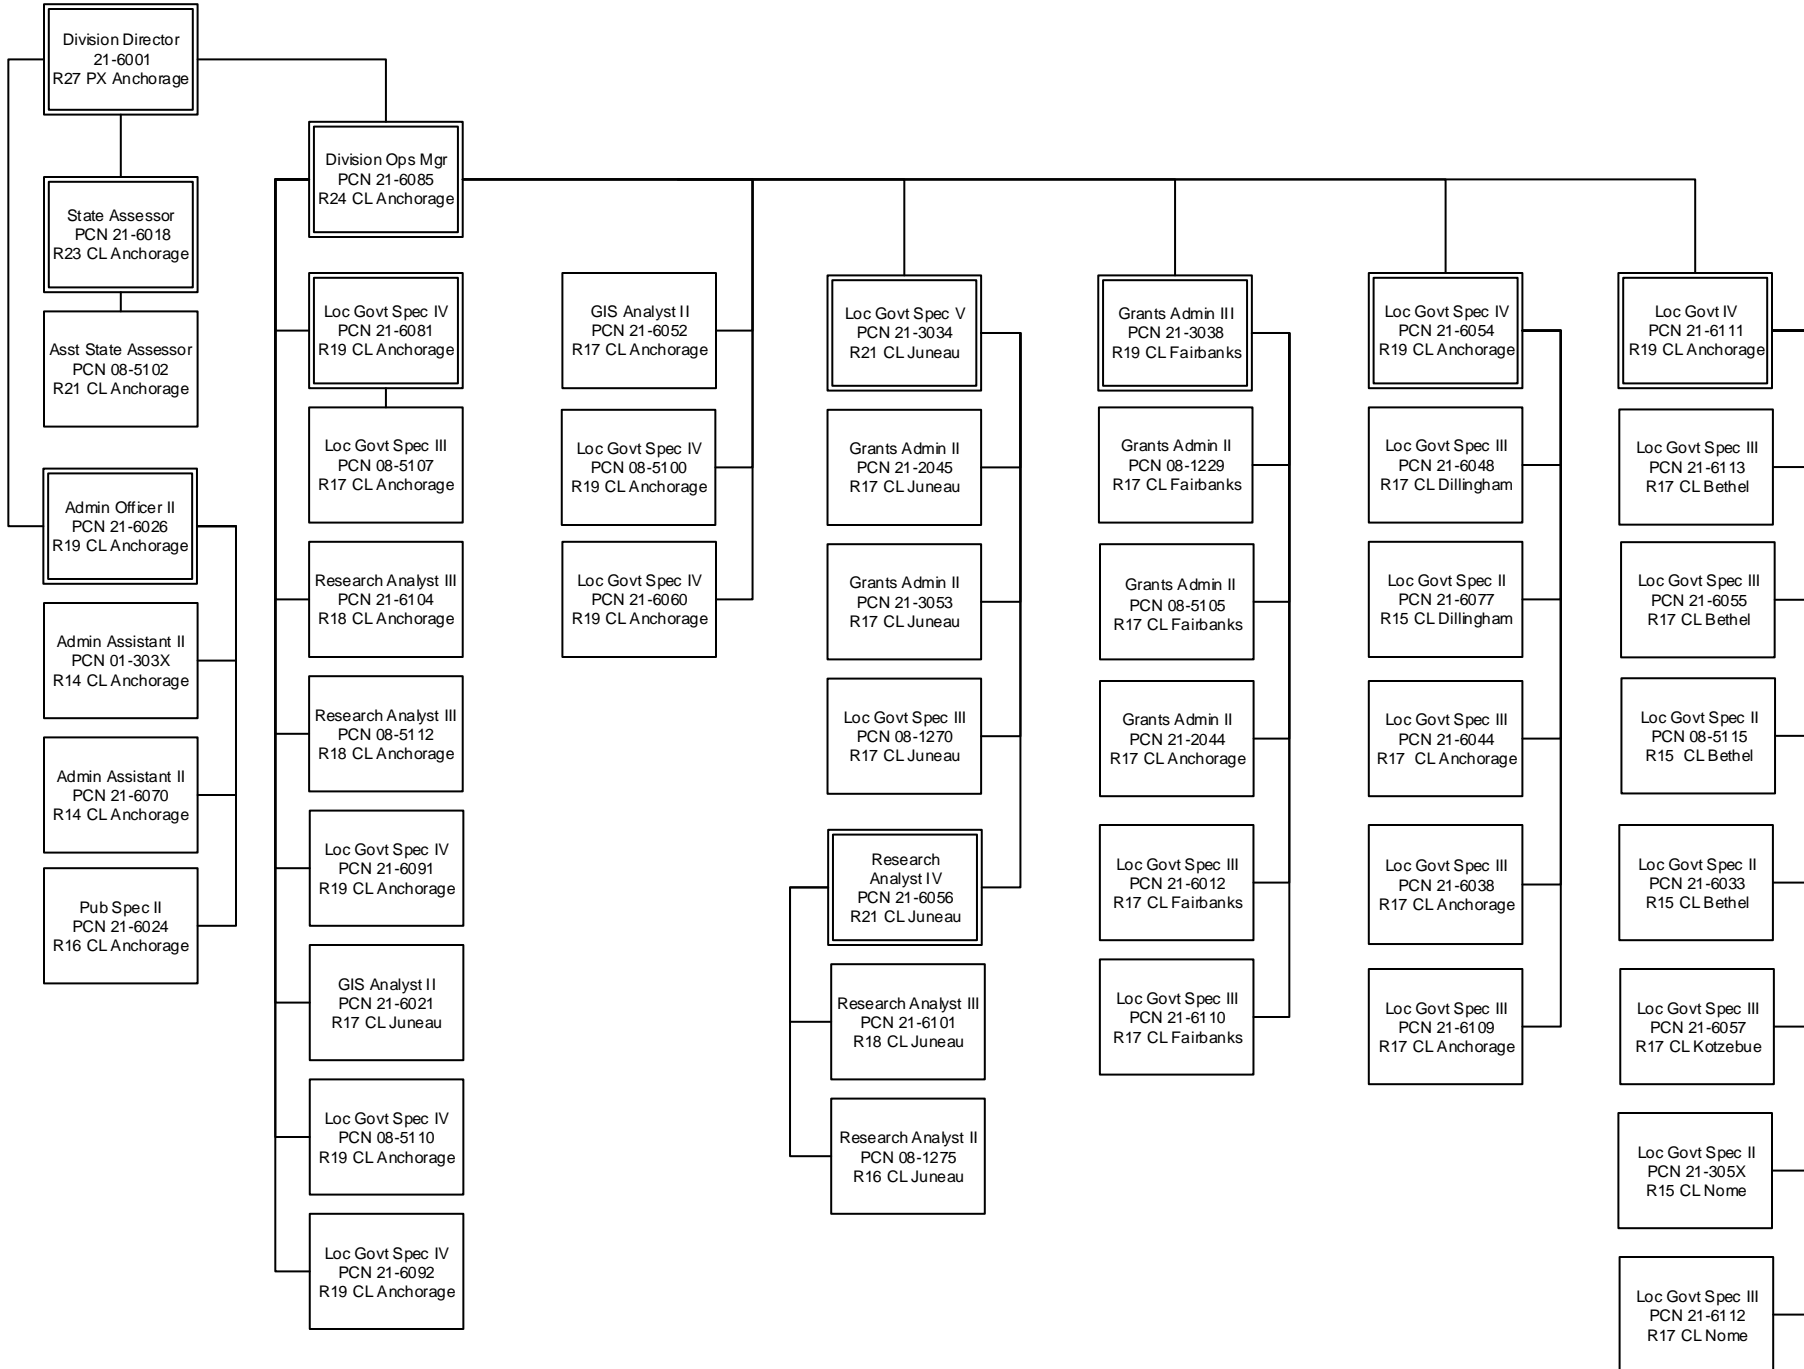 Division Director
21-6001
R27 PX Anchorage
State Assessor
PCN 21-6018
R23 CL Anchorage
Asst State Assessor
PCN 08-5102
R21 CL Anchorage
Admin Officer II
PCN 21-6026
R19 CL Anchorage
Admin Assistant II
PCN 01-303X
R14 CL Anchorage
Admin Assistant II
PCN 21-6070
R14 CL Anchorage
Pub Spec II
PCN 21-6024
R16 CL Anchorage
Division Ops Mgr
PCN 21-6085
R24 CL Anchorage
Loc Govt Spec IV
PCN 21-6081
R19 CL Anchorage
Loc Govt Spec III
PCN 08-5107
R17 CL Anchorage
Research Analyst III
PCN 21-6104
R18 CL Anchorage
Research Analyst III
PCN 08-5112
R18 CL Anchorage
Loc Govt Spec IV
PCN 21-6091
R19 CL Anchorage
GIS Analyst II
PCN 21-6021
R17 CL Juneau
Loc Govt Spec IV
PCN 08-5110
R19 CL Anchorage
Loc Govt Spec IV
PCN 21-6092
R19 CL Anchorage
GIS Analyst II
PCN 21-6052
R17 CL Anchorage
Loc Govt Spec IV
PCN 08-5100
R19 CL Anchorage
Loc Govt Spec IV
PCN 21-6060
R19 CL Anchorage
Loc Govt Spec V
PCN 21-3034
R21 CL Juneau
Grants Admin II
PCN 21-2045
R17 CL Juneau
Grants Admin II
PCN 21-3053
R17 CL Juneau
Loc Govt Spec III
PCN 08-1270
R17 CL Juneau
Research
Analyst IV
PCN 21-6056
R21 CL Juneau
Research Analyst III
PCN 21-6101
R18 CL Juneau
Research Analyst II
PCN 08-1275
R16 CL Juneau
Grants Admin III
PCN 21-3038
R19 CL Fairbanks
Grants Admin II
PCN 08-1229
R17 CL Fairbanks
Grants Admin II
PCN 08-5105
R17 CL Fairbanks
Grants Admin II
PCN 21-2044
R17 CL Anchorage
Loc Govt Spec III
PCN 21-6012
R17 CL Fairbanks
Loc Govt Spec III
PCN 21-6110
R17 CL Fairbanks
Loc Govt Spec IV
PCN 21-6054
R19 CL Anchorage
Loc Govt Spec III
PCN 21-6048
R17 CL Dillingham
Loc Govt Spec II
PCN 21-6077
R15 CL Dillingham
Loc Govt Spec III
PCN 21-6044
R17 CL Anchorage
Loc Govt Spec III
PCN 21-6038
R17 CL Anchorage
Loc Govt Spec III
PCN 21-6109
R17 CL Anchorage
Loc Govt IV
PCN 21-6111
R19 CL Anchorage
Loc Govt Spec III
PCN 21-6113
R17 CL Bethel
Loc Govt Spec III
PCN 21-6055
R17 CL Bethel
Loc Govt Spec II
PCN 08-5115
R15 CL Bethel
Loc Govt Spec II
PCN 21-6033
R15 CL Bethel
Loc Govt Spec III
PCN 21-6057
R17 CL Kotzebue
Loc Govt Spec II
PCN 21-305X
R15 CL Nome
Loc Govt Spec III
PCN 21-6112
R17 CL Nome